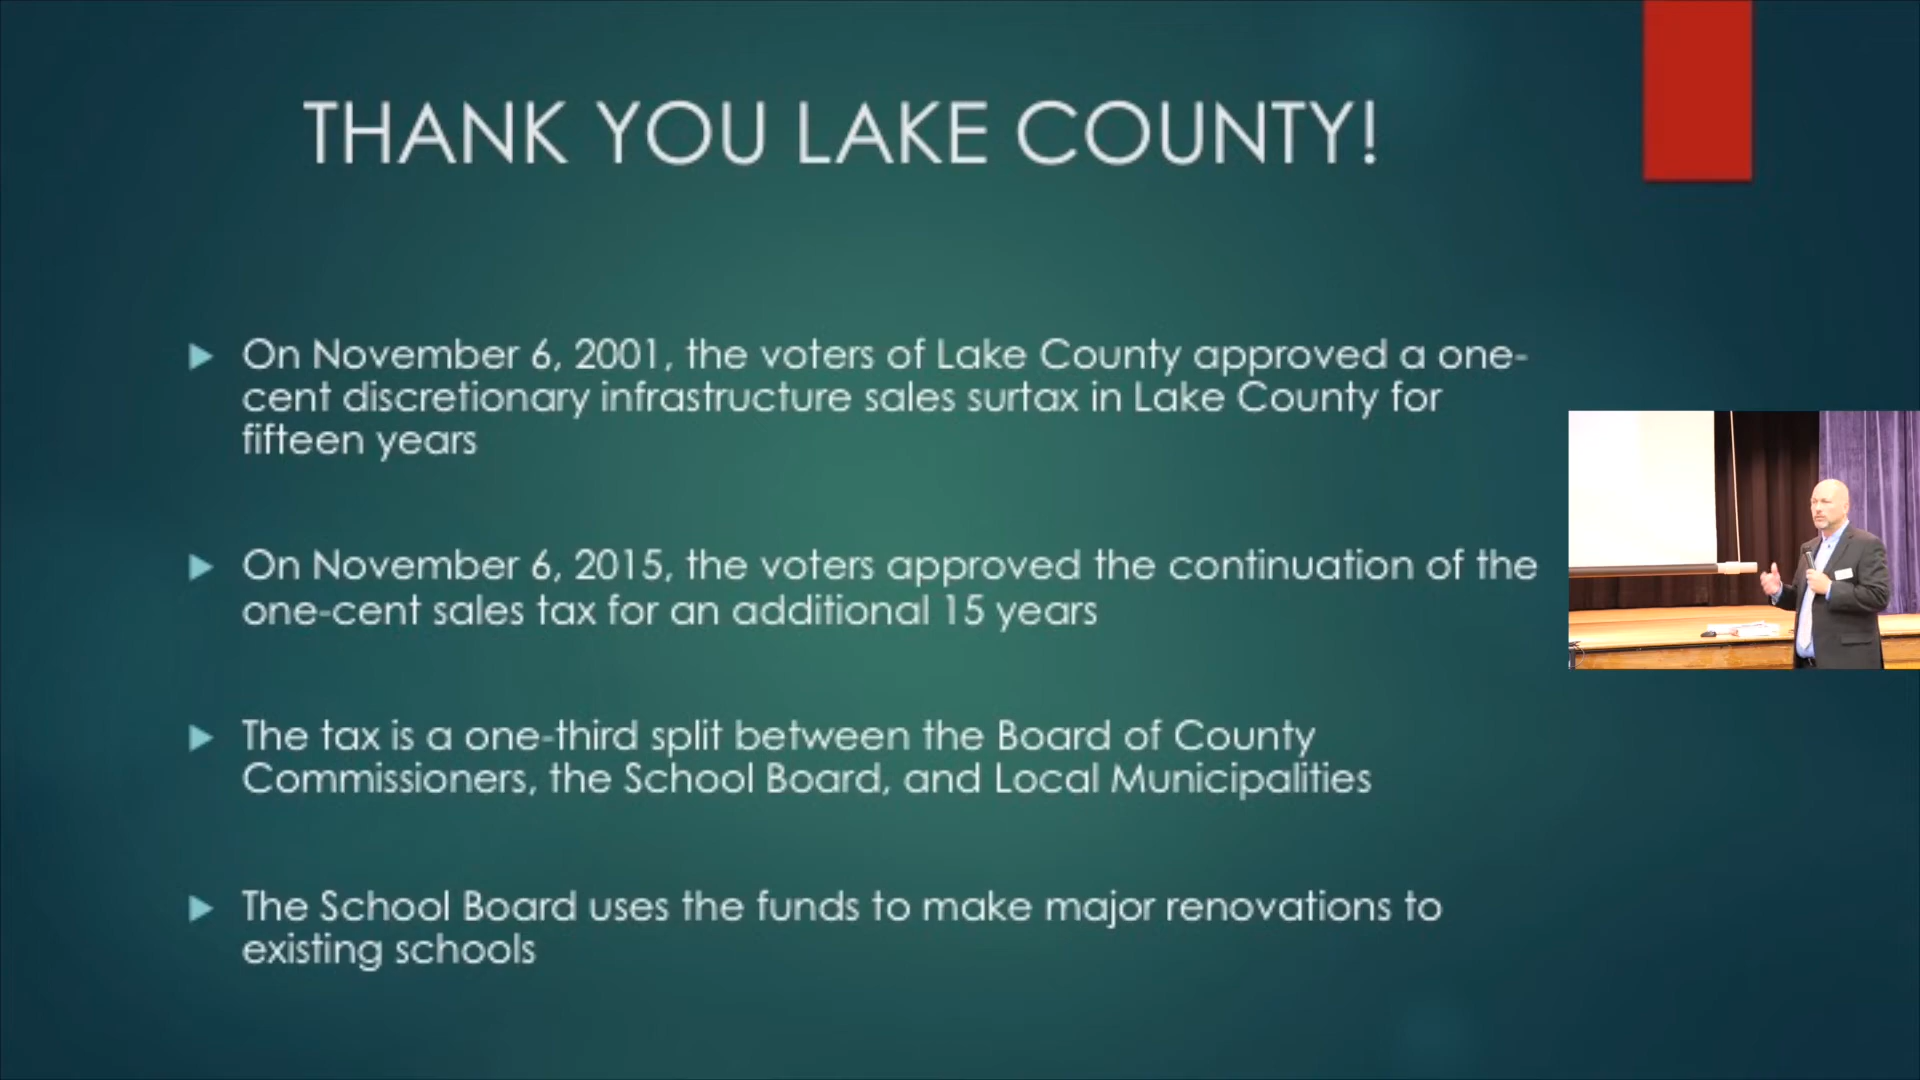 THANK YOU LAKE COUNTY!
On November 6, 2001, the voters of Lake County approved a one-
cent discretionary infrastructure sales surtax in Lake County for
fifteen years
On November 6, 2015, the voters approved the continuation of the
one-cent sales tax for an additional 15 years
The tax is a one-third split between the Board of County
Commissioners, the School Board, and Local Municipalities
The School Board uses the funds to make major renovations to
existing schools